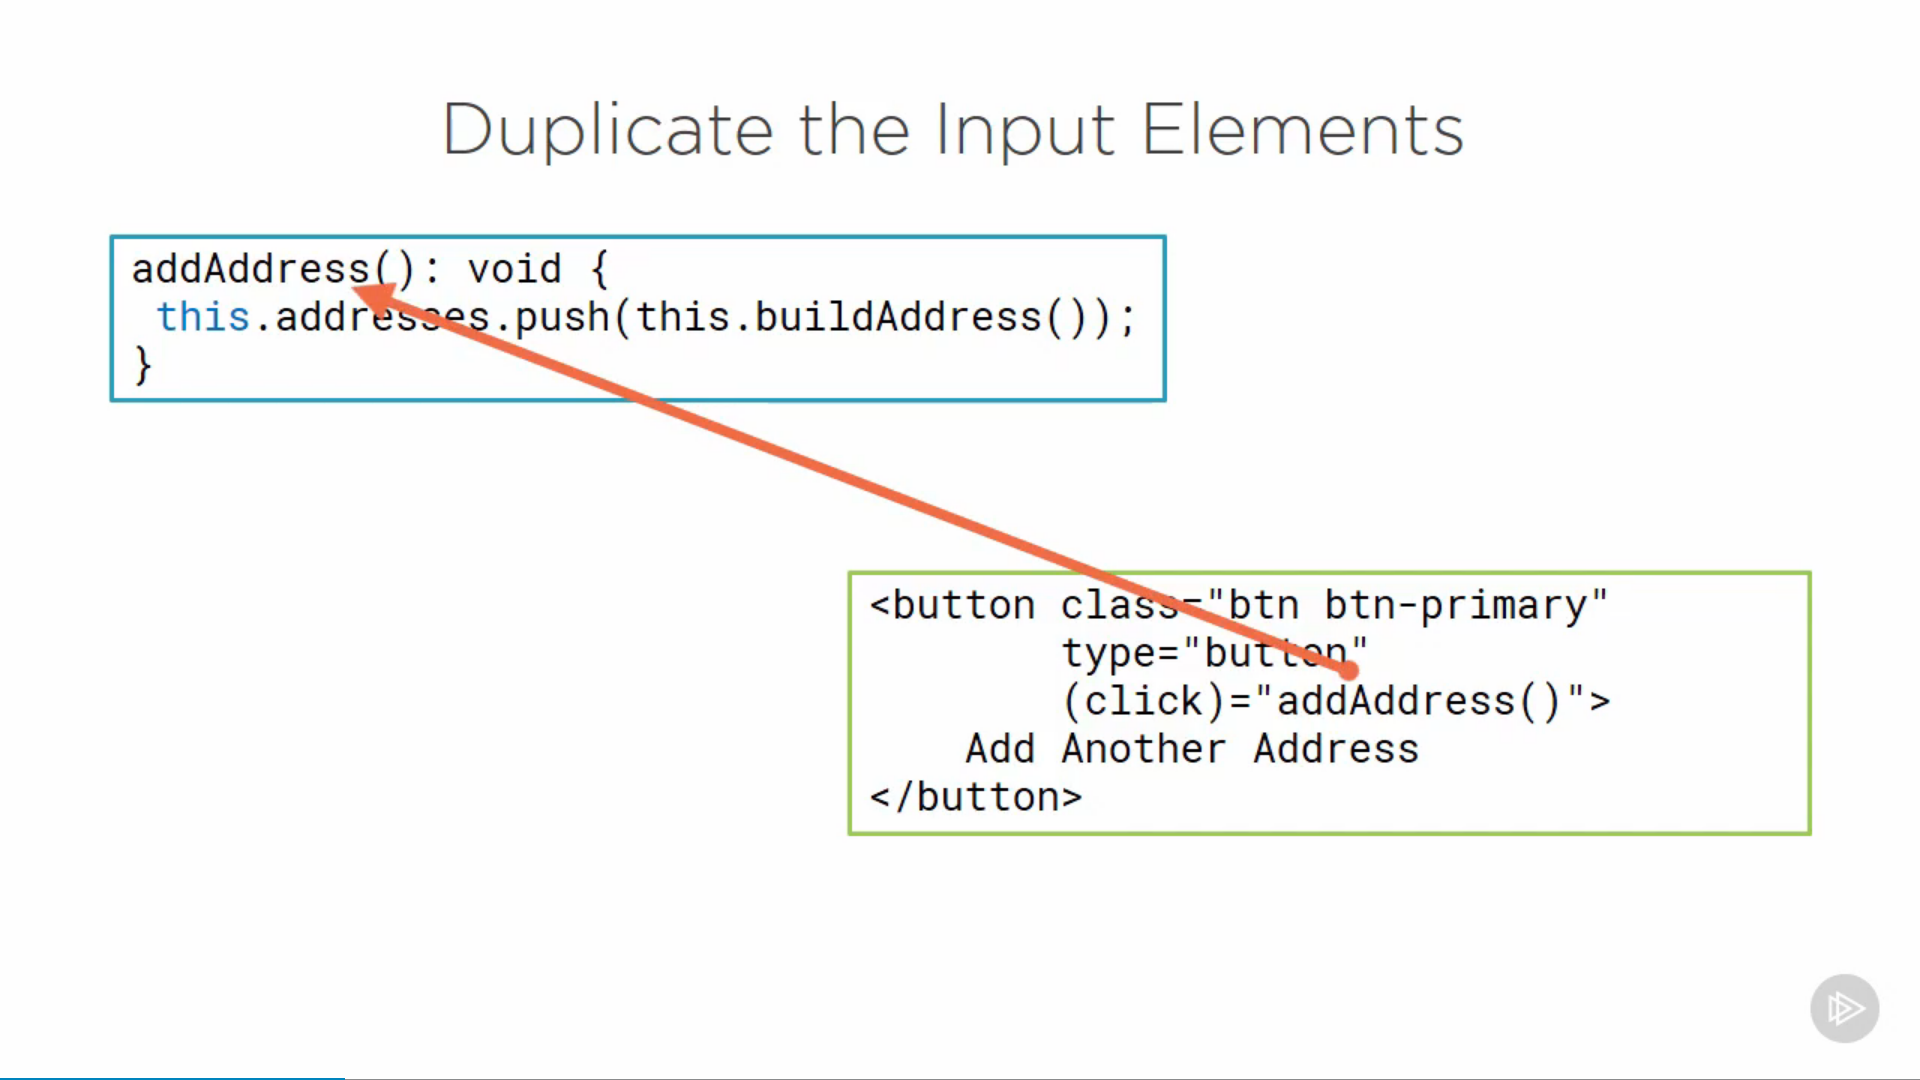 Duplicate the Input Elements
addAddress(): void {
this.addresses.push(this.buildAddress());
}
<button class="btn btn-primary"
type="button"
(click)="addAddress()">
Add Another Address
</button>